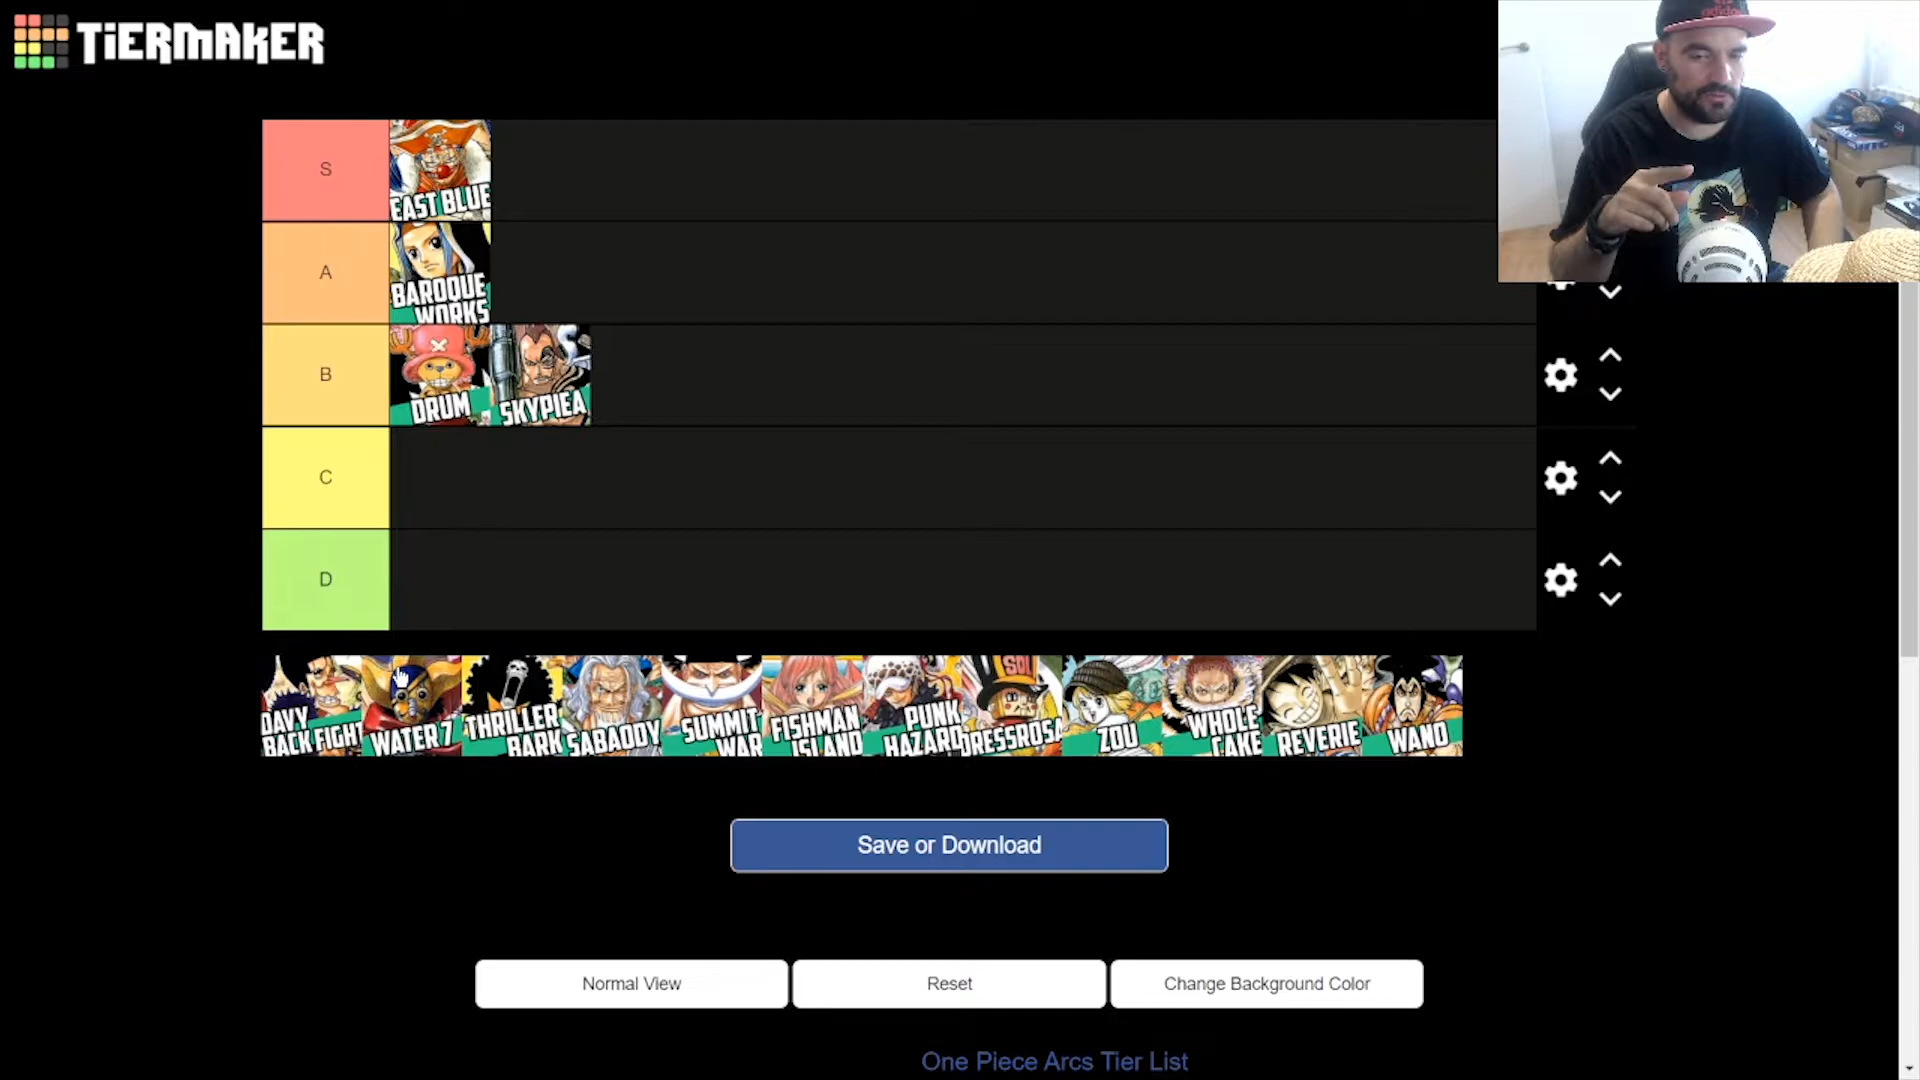 TiERMAKER
adidas
S
EAST BLUE
A
BAROQUE
WORKS
B
DRUM
SKYPIEA
C
D
DAVY
BACK FIGHT
WATER 7
THRILLER
BARK
SABAODY
SUMMIT
WAR
FISHMAN
ISLAND
PUNK
HAZARD
SOL
DRESSROSA
ZOU
WHOLE
CAKE
REVERIE
WANO
Save or Download
Normal View
Reset
Change Background Color
One Piece Arcs Tier List